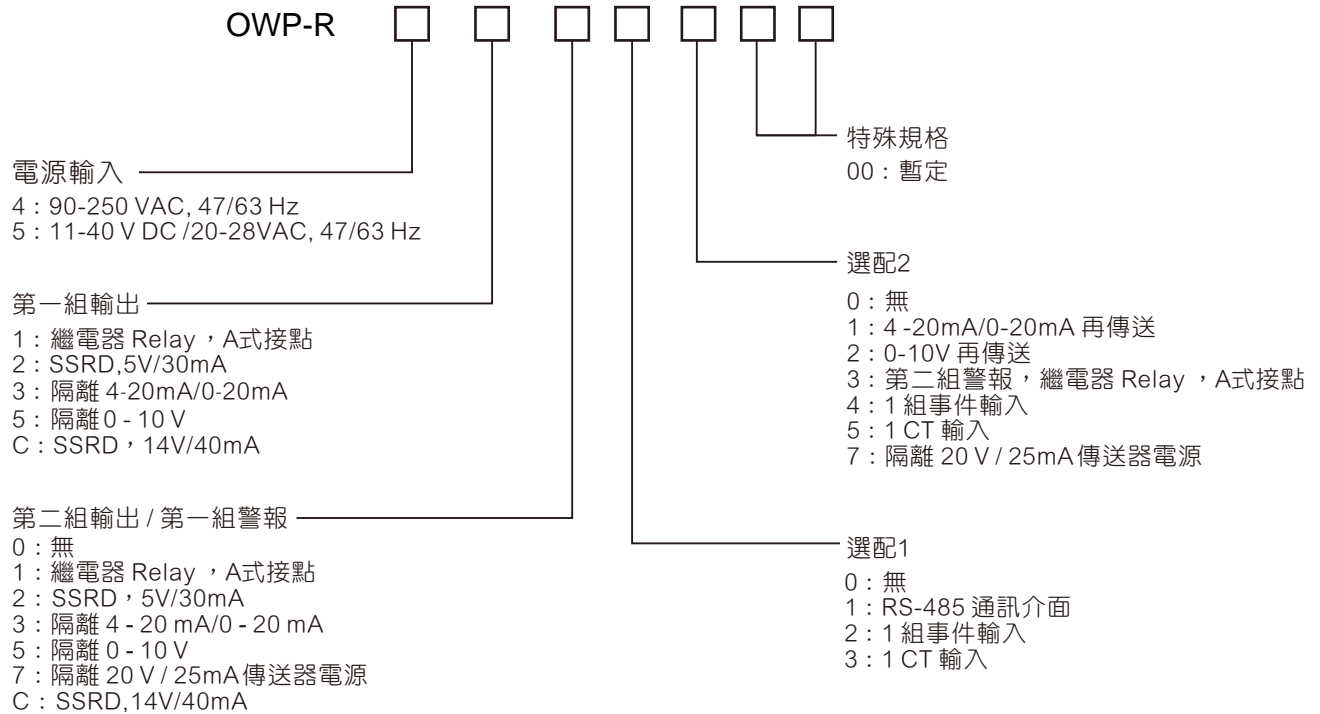 OWP-R
電源輸入
4：90-250 VAC, 47/63 Hz
5：11-40 V DC /20-28VAC, 47/63 Hz
第一組輸出
1：繼電器 Relay ，A式接點
2：SSRD,5V/30mA
3：隔離 4-20mA/0-20mA
5：隔離0 - 10 V
C：SSRD，14V/40mA
第二組輸出 / 第一組警報
0：無
1：繼電器 Relay ，A式接點
2：SSRD，5V/30mA
3：隔離 4 - 20 mA/0 - 20 mA
5：隔離 0 - 10 V
7：隔離 20 V / 25mA傳送器電源
C：SSRD,14V/40mA
特殊規格
00：暫定
選配2
0：無
1：4 -20mA/0-20mA 再傳送
2：0-10V 再傳送
3：第二組警報，繼電器 Relay ，A式接點
4：1 組事件輸入
5：1 CT 輸入
7：隔離 20 V / 25mA傳送器電源
選配1
0：無
1：RS-485 通訊介面
2：1 組事件輸入
3：1 CT 輸入